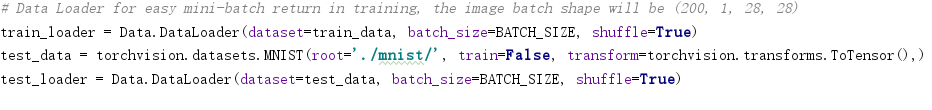 # Data Loader for easy mini-batch return in training, the image batch shape will be (200, 1, 28, 28)
train_loader = Data.DataLoader(dataset=train_data, batch_size=BATCH_SIZE, shuffle=True)
test_data = torchvision.datasets.MNIST(root='./mnist/', train=False, transform=torchvision.transforms.ToTensor(),)
test_loader = Data.DataLoader(dataset=test_data, batch_size=BATCH_SIZE, shuffle=True)